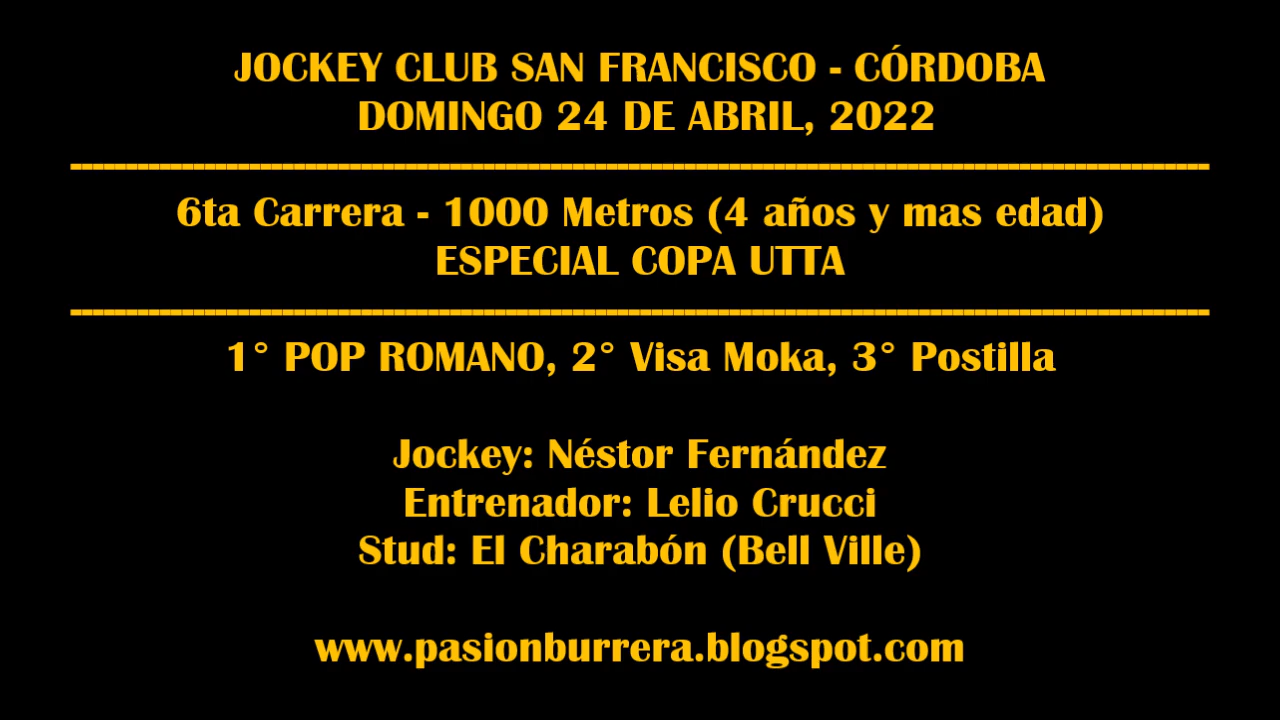 JOCKEY CLUB SAN FRANCISCO - CÓRDOBA
DOMINGO 24 DE ABRIL, 2022
6ta Carrera - 1000 Metros (4 años y mas edad)
ESPECIAL COPA UTTA
1° POP ROMANO, 2° Visa Moka, 3° Postilla
Jockey: Néstor Fernández
Entrenador: Lelio Crucci
Stud: El Charabón (Bell Ville)
www.pasionburrera.blogspot.com